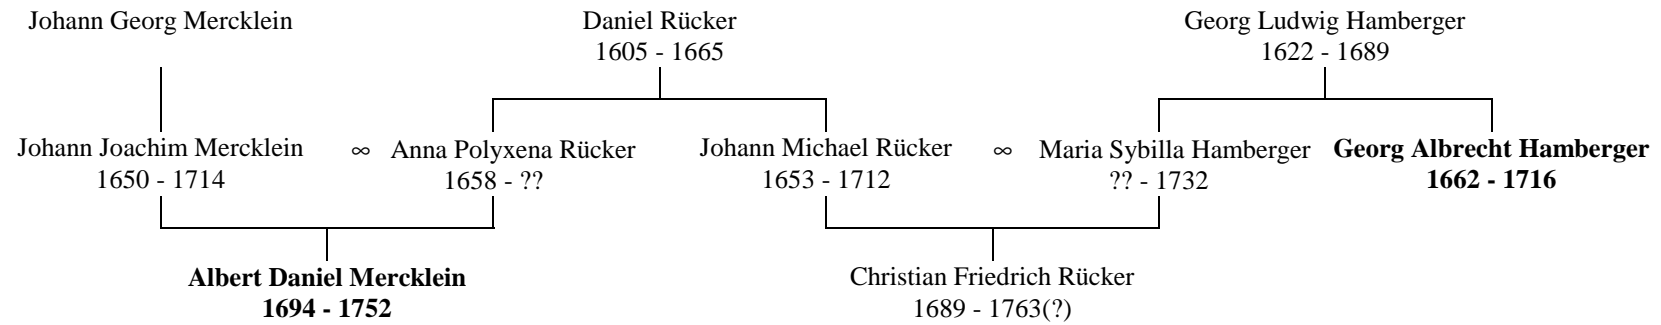 Johann Georg Mercklein
Daniel Rücker
1605 - 1665
Georg Ludwig Hamberger
1622 - 1689
Johann Joachim Mercklein
1650 - 1714
∞
Anna Polyxena Rücker
1658 - ??
Johann Michael Rücker
1653 - 1712
∞
Maria Sybilla Hamberger
?? - 1732
Georg Albrecht Hamberger
1662 - 1716
Albert Daniel Mercklein
1694 - 1752
Christian Friedrich Rücker
1689 - 1763(?)